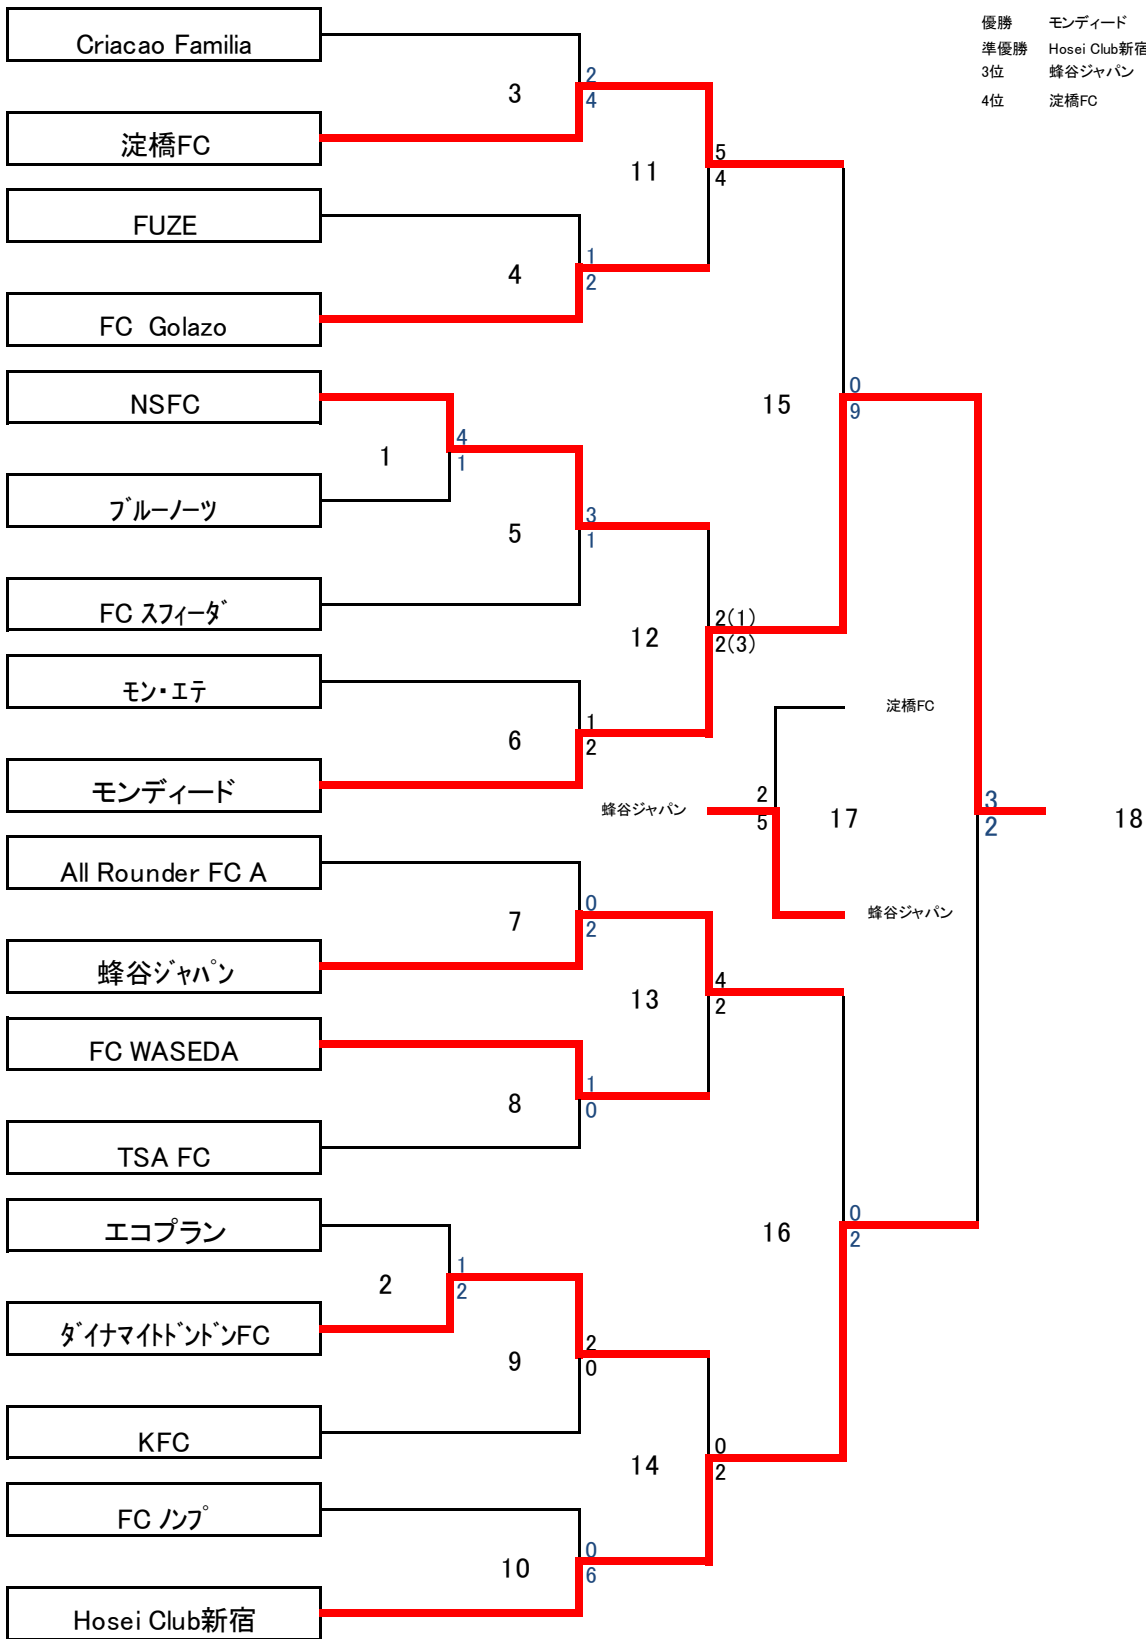 優勝 モンディード
準優勝 Hosei Club新宿
3位 蜂谷ジャパン
4位 淀橋FC
Criacao Familia
3
2
4
淀橋FC
11
5
4
FUZE
4
1
2
FC Golazo
NSFC
15
0
9
1
4
1
ブルーノーツ
5
3
1
FC スフィーダ
12
2(1)
2(3)
モン・エテ
6
1
2
モンディード
淀橋FC
蜂谷ジャパン
2
5
17
3
2
18
蜂谷ジャパン
All Rounder FC A
7
0
2
蜂谷ジャパン
13
4
2
FC WASEDA
8
1
0
TSA FC
16
0
2
エコプラン
2
1
2
ダイナマイトドンドンFC
9
2
0
KFC
14
0
2
FC ノンプ
10
0
6
Hosei Club新宿